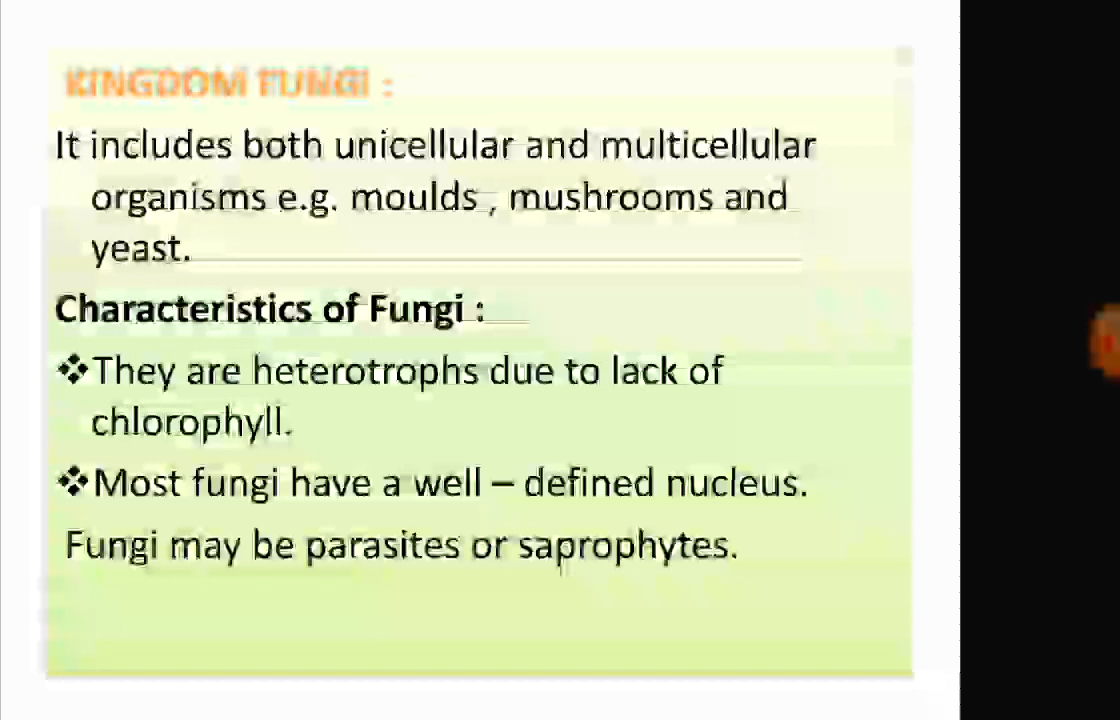 KINGDOM FUNGI :
It includes both unicellular and multicellular
organisms e.g. moulds , mushrooms and
yeast.
Characteristics of Fungi :
❖They are heterotrophs due to lack of
chlorophyll.
❖Most fungi have a well – defined nucleus.
Fungi may be parasites or saprophytes.